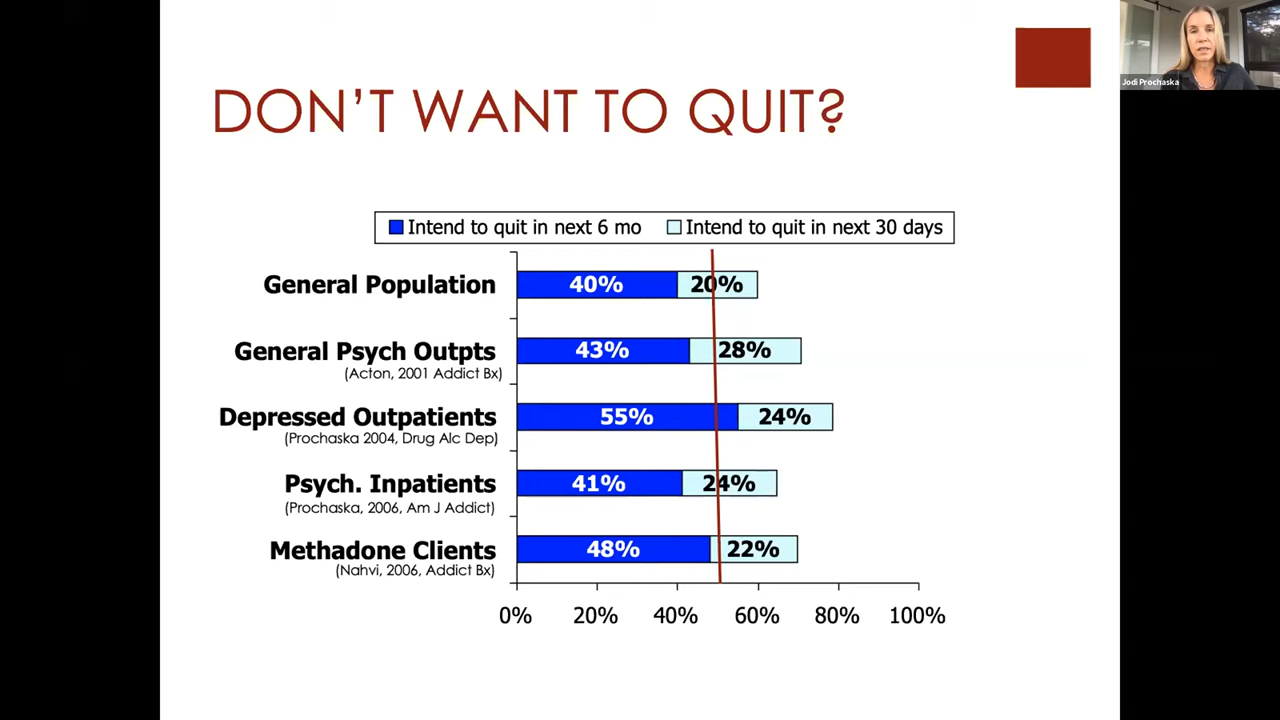 Jodi Prochaska
DON'T WANT TO QUIT?
Intend to quit in next 6 mo Intend to quit in next 30 days
General Population 40% 20%
General Psych Outpts 43% 28%
(Acton, 2001 Addict Bx)
Depressed Outpatients 55% 24%
(Prochaska 2004, Drug Alc Dep)
Psych. Inpatients 41% 24%
(Prochaska, 2006, Am J Addict)
Methadone Clients 48% 22%
(Nahvi, 2006, Addict Bx)
0% 20% 40% 60% 80% 100%